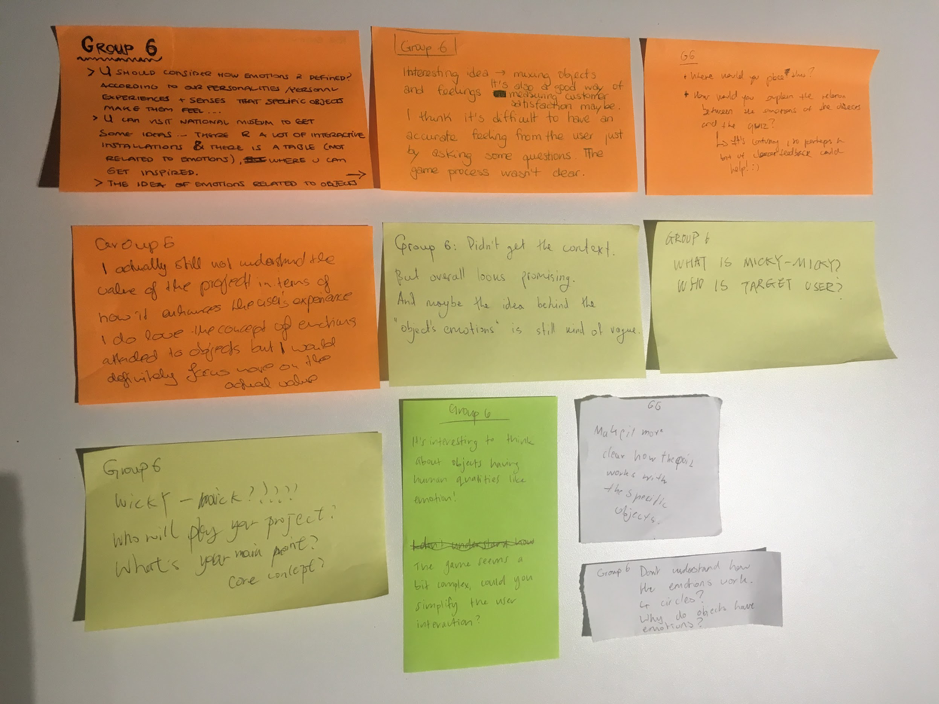 GROUP 6
> U SHOULD CONSIDER HOW EMOTIONS R DEFINED?
ACCORDING TO OUR PERSONALITIES/PERSONAL
EXPERIENCES + SENSES THAT SPECIFIC OBJECTS
MAKE THEM FEEL...
> U CAN VISIT NATIONAL MUSEUM TO GET
SOME IDEAS... THERE R A LOT OF INTERACTIVE
INSTALLATIONS & THERE IS A TABLE (NOT
RELATED TO EMOTIONS), WHERE U CAN
GET INSPIRED.
> THE IDEA OF EMOTIONS RELATED TO OBJECTS
Group 6
Interesting idea → mixing objects
and feelings It's also a good way of
measuring customer
satisfaction maybe.
I think it's difficult to have an
accurate feeling from the user just
by asking some questions The
game process wasn't clear.
G6
Where would you place this?
How would you explain the relation
between the emotions of the objects
and the quiz?
perhaps a
bit of clearer feedback could
help! :)
Group 6
I actually still not understand the
value of the project in terms of
how it enhances the users experience
I do love the concept of emotions
attached to objects but I would
definitely focus more on the
actual value
Group 6: Didn't get the context.
But overall looks promising.
And maybe the idea behind the
"object's emotions" is still kind of vague.
GROUP 6
WHAT IS MICKY-MICKY?
WHO IS TARGET USER?
Group 6
Wicky - ?!?!?!
Who will play your project?
What's your main point?
core concept?
Group 6
It's interesting to think
about objects having
human qualities like
emotion!
I didn't understand how
The game seems a
bit complex, could you
simplify the user
interaction?
G6
Make it more
clear how the quiz
works with
the specific
objects.
Group 6 Dont understand how
the emotions work.
4 circles?
Why do objects have
emotions?